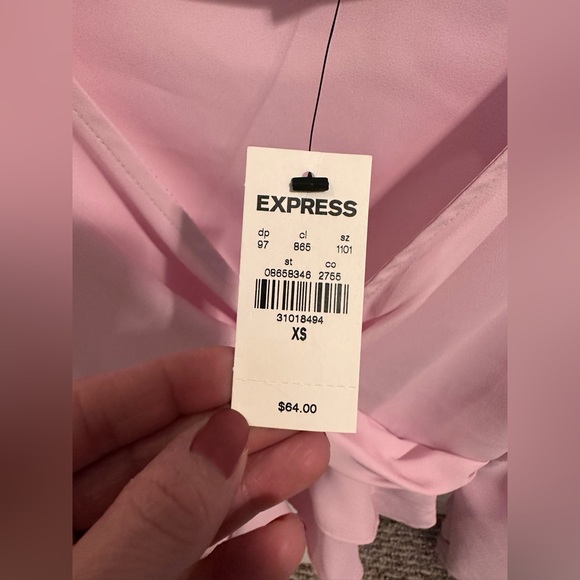 EXPRESS
dp cl sz
97 865 1101
st co
08658346 2755
31018494
XS
$64.00